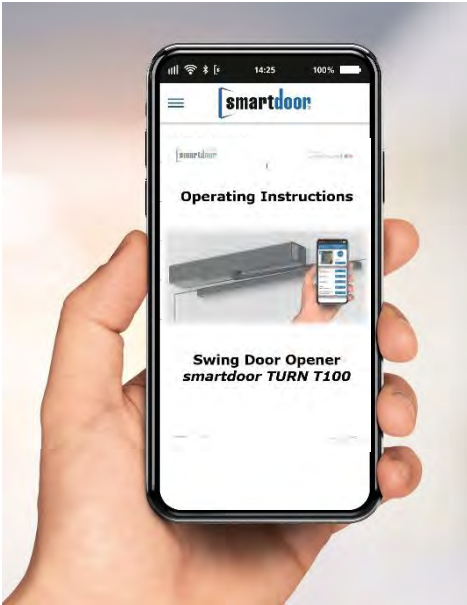 14:25
100%
smartdoor
smartdoor
Operating Instructions
Swing Door Opener
smartdoor TURN T100